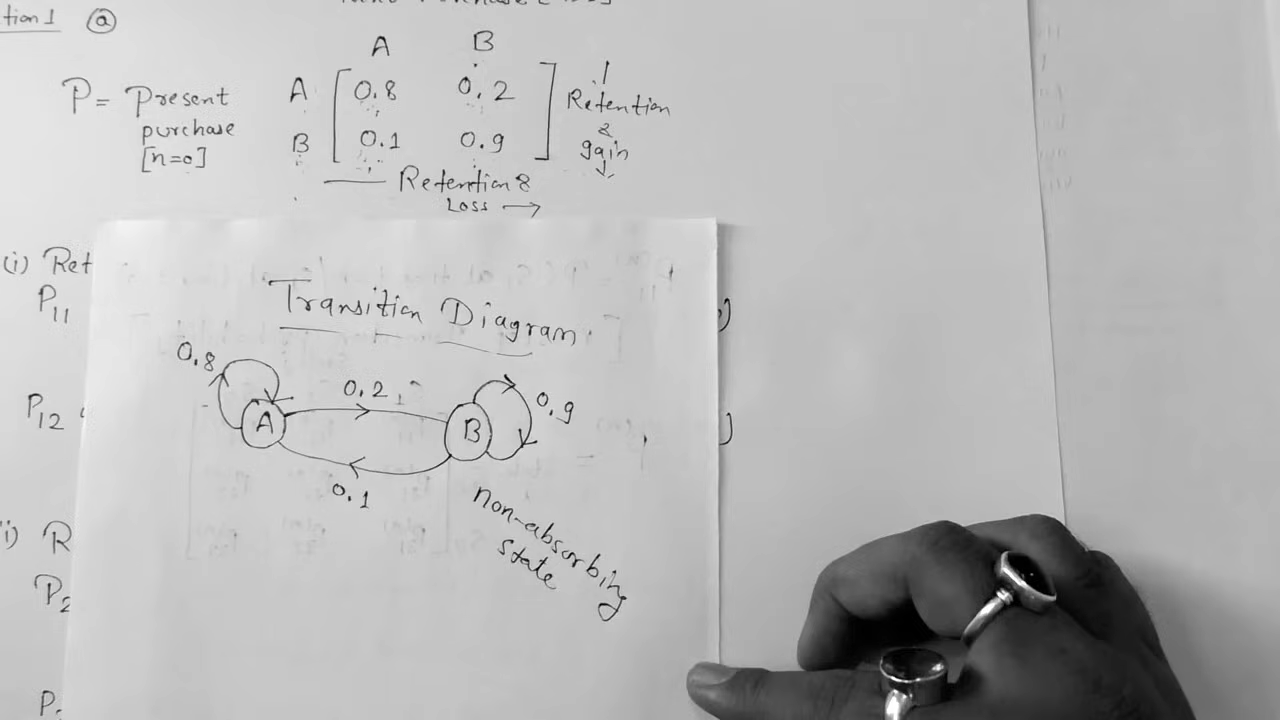 tion 1 (a)
A B
P = Present A [ 0.8 0.2 ] Retention
purchase &
[n=0] B [ 0.1 0.9 ] gain
Retention &
Loss →
(i) Ret
P11
P12
i) R
P2
Transition Diagram
0.8
0.2
0.9
A B
0.1
non-absorbing
state